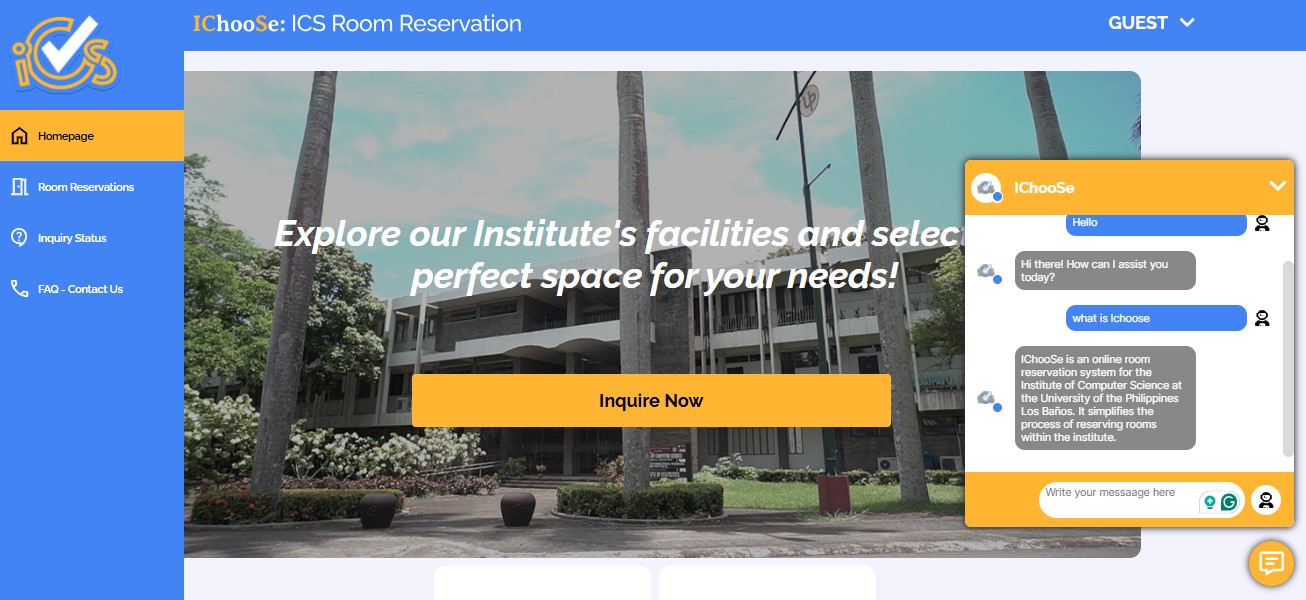 iCS
IChooSe: ICS Room Reservation
GUEST
Homepage
Room Reservations
Inquiry Status
FAQ - Contact Us
Explore our Institute's facilities and select
perfect space for your needs!
Inquire Now
IChooSe
Hello
Hi there! How can I assist you
today?
what is Ichoose
IChooSe is an online room
reservation system for the
Institute of Computer Science at
the University of the Philippines
Los Baños. It simplifies the
process of reserving rooms
within the institute.
Write your messaage here